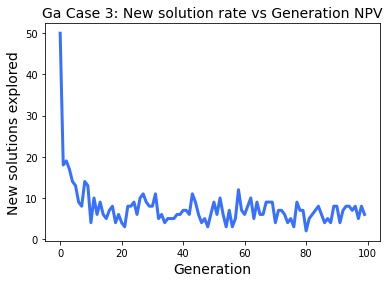 Ga Case 3: New solution rate vs Generation NPV
50
40
30
20
10
0
New solutions explored
0 20 40 60 80 100
Generation